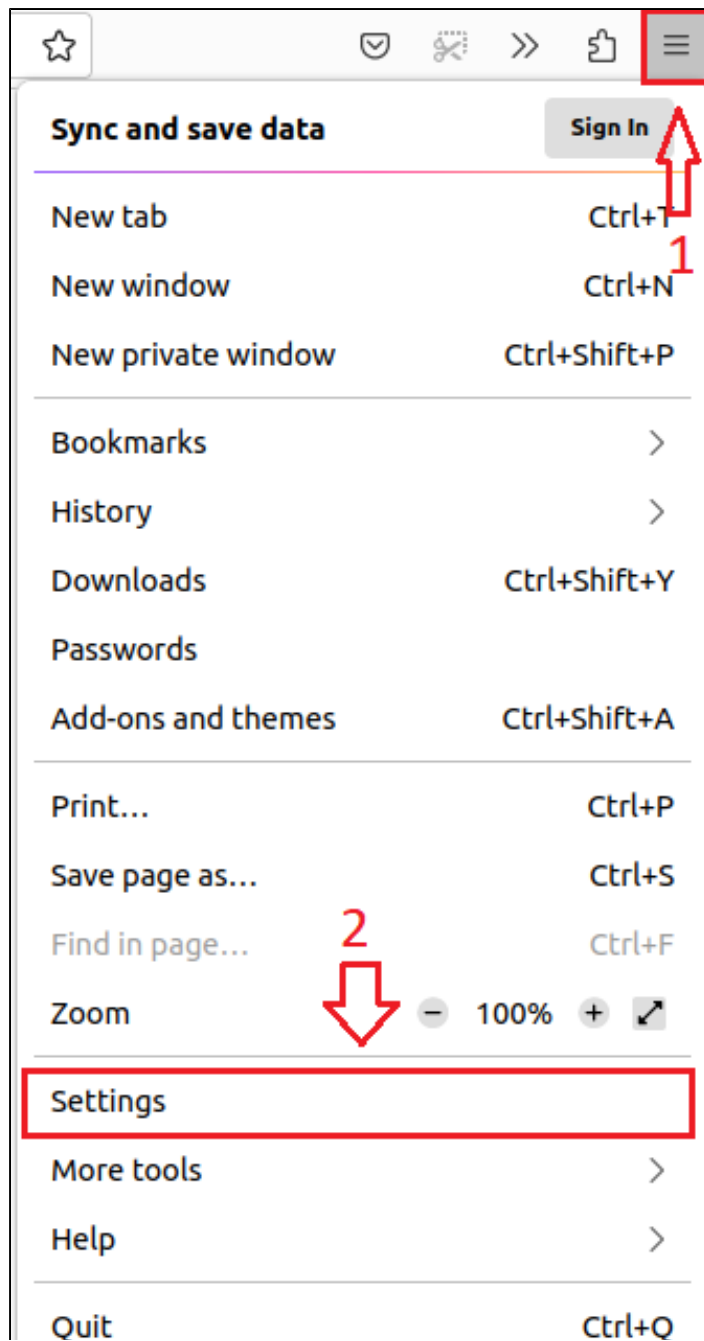 Sync and save data Sign In
New tab Ctrl+T
1
New window Ctrl+N
New private window Ctrl+Shift+P
Bookmarks
History
Downloads Ctrl+Shift+Y
Passwords
Add-ons and themes Ctrl+Shift+A
Print... Ctrl+P
Save page as... Ctrl+S
2
Find in page... Ctrl+F
Zoom - 100% +
Settings
More tools
Help
Quit Ctrl+Q